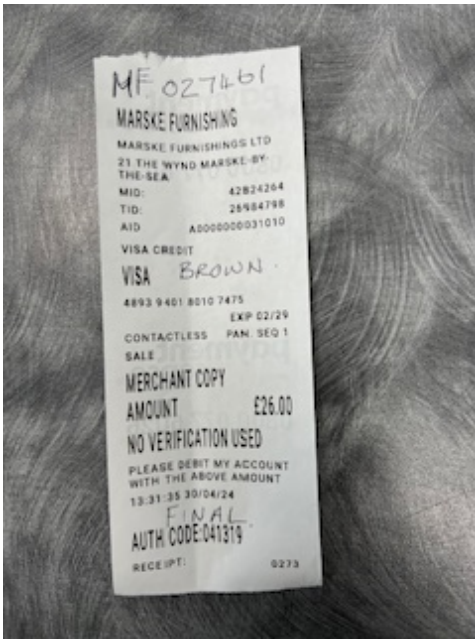 MF 027461
MARSKE FURNISHING
MARSKE FURNISHINGS LTD
21 THE WYND MARSKE-BY-
THE-SEA
MID: 42824264
TID: 26984798
AID A0000000031010
VISA CREDIT
VISA BROWN.
4893 9401 8010 7475
EXP 02/29
CONTACTLESS PAN. SEQ 1
SALE
MERCHANT COPY
AMOUNT £26.00
NO VERIFICATION USED
PLEASE DEBIT MY ACCOUNT
WITH THE ABOVE AMOUNT
13:31:35 30/04/24
FINAL
AUTH CODE:041319
RECEIPT: 0273